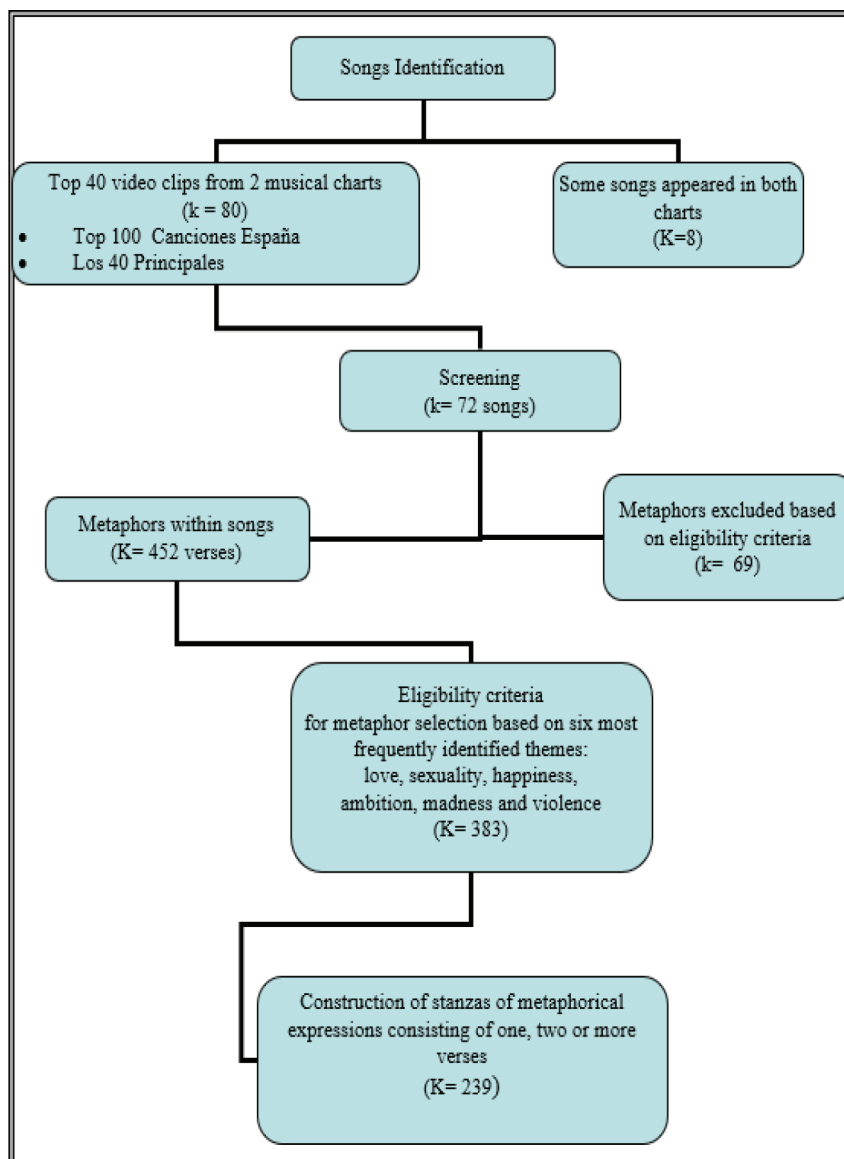 Songs Identification
Top 40 video clips from 2 musical charts
(k = 80)
• Top 100 Canciones España
• Los 40 Principales
Some songs appeared in both
charts
(K=8)
Screening
(k= 72 songs)
Metaphors within songs
(K= 452 verses)
Metaphors excluded based
on eligibility criteria
(k= 69)
Eligibility criteria
for metaphor selection based on six most
frequently identified themes:
love, sexuality, happiness,
ambition, madness and violence
(K= 383)
Construction of stanzas of metaphorical
expressions consisting of one, two or more
verses
(K= 239)